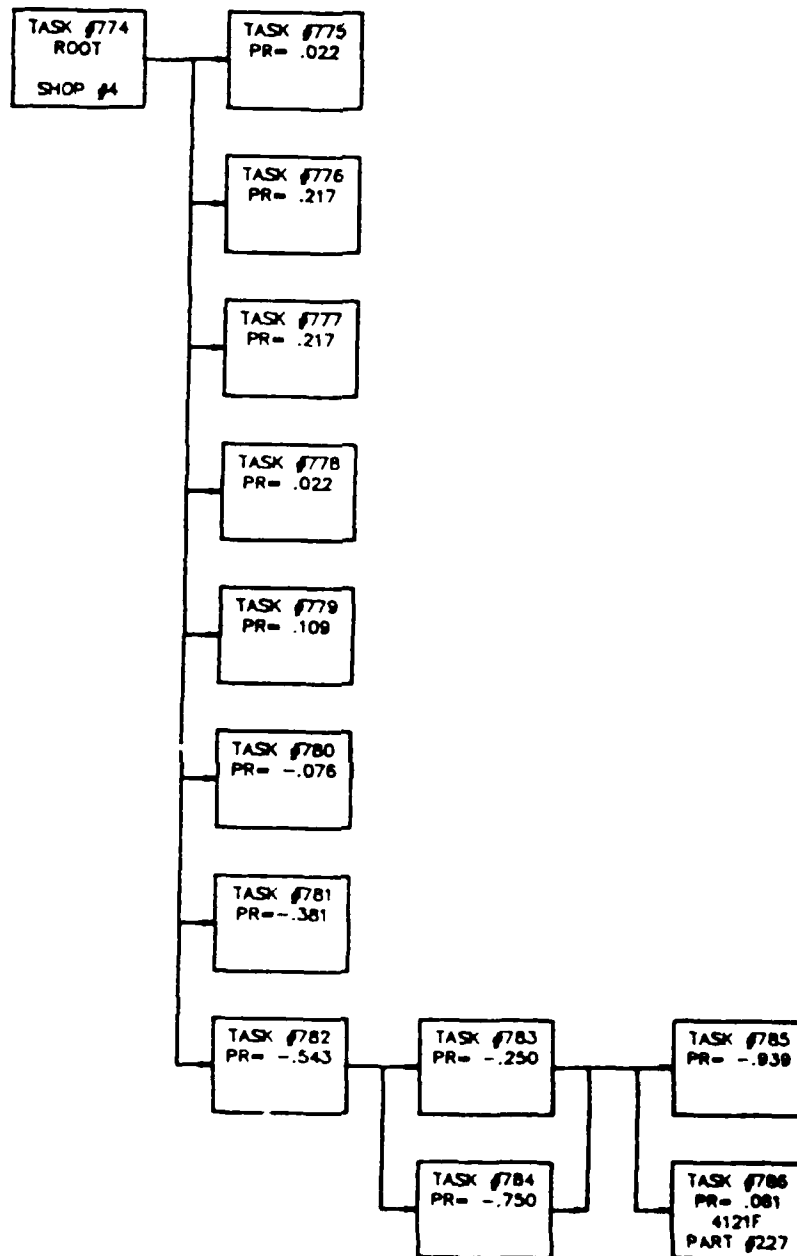 TASK #774
ROOT
SHOP #4
TASK #775
PR= .022
TASK #776
PR= .217
TASK #777
PR= .217
TASK #778
PR= .022
TASK #779
PR= .109
TASK #780
PR= -.076
TASK #781
PR=-.381
TASK #782
PR= -.543
TASK #783
PR= -.250
TASK #785
PR= -.939
TASK #784
PR= -.750
TASK #786
PR= .081
4121F
PART #227